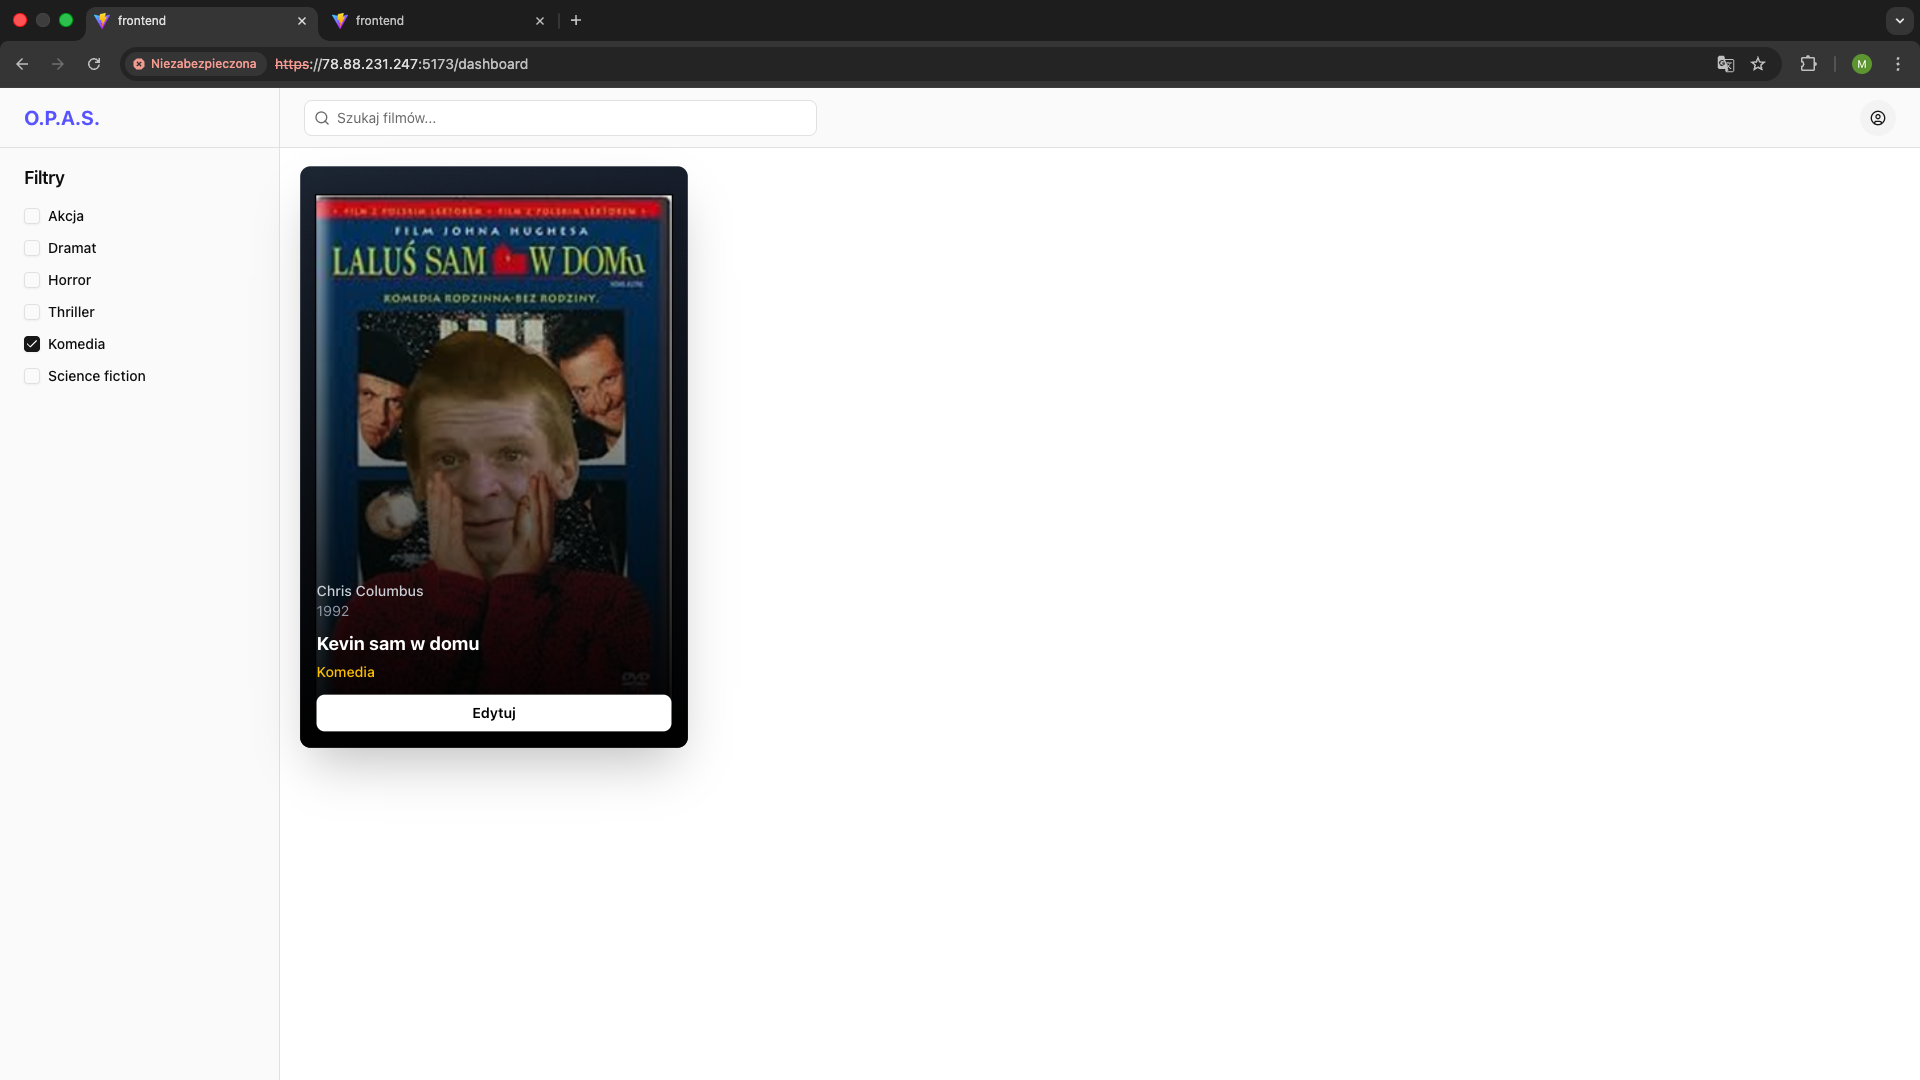 frontend
frontend
Niezabezpieczona
https://78.88.231.247:5173/dashboard
M
O.P.A.S.
Szukaj filmów...
Filtry
Akcja
Dramat
Horror
Thriller
Komedia
Science fiction
• FILM Z POLSKIM LEKTOREM • FILM Z POLSKIM LEKTOREM •
FILM JOHNA HUGHESA
LALUŚ SAM W DOMu
KOMEDIA RODZINNA-BEZ RODZINY.
Chris Columbus
1992
Kevin sam w domu
Komedia
DVD
Edytuj